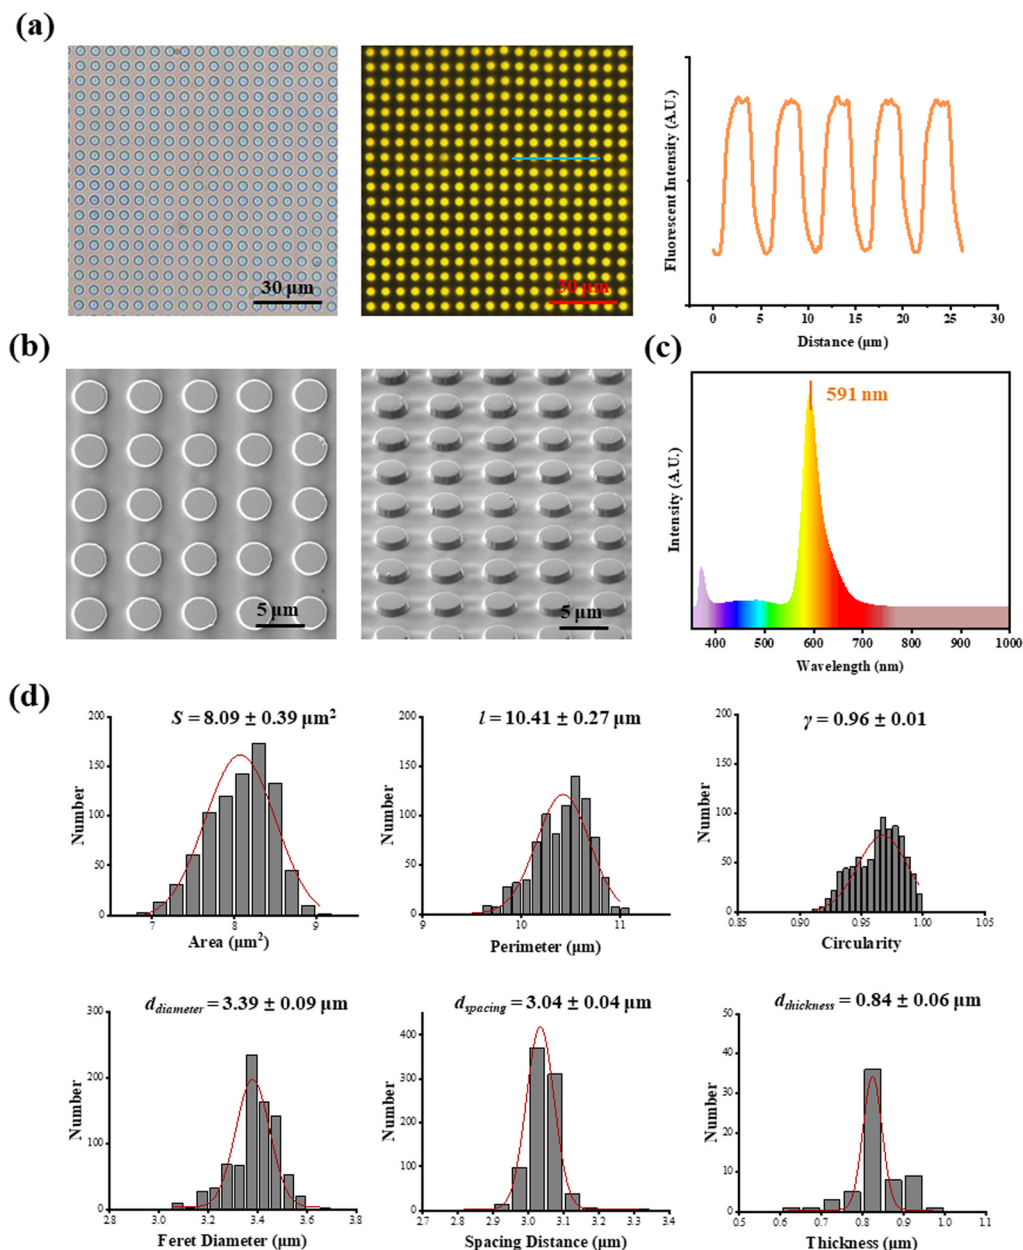 (a)
30 μm
30 μm
Fluorescent Intensity (A.U.)
0 5 10 15 20 25 30
Distance (μm)
(b)
5 μm
5 μm
(c)
591 nm
Intensity (A.U.)
400 500 600 700 800 900 1000
Wavelength (nm)
(d)
S = 8.09 ± 0.39 μm²
200
150
100
50
0
Number
7 8 9
Area (μm²)
l = 10.41 ± 0.27 μm
200
150
100
50
0
Number
10 11
Perimeter (μm)
γ = 0.96 ± 0.01
200
150
100
50
0
Number
0.85 0.90 0.95 1.00 1.05
Circularity
d_diameter = 3.39 ± 0.09 μm
300
200
100
0
Number
2.8 3.0 3.2 3.4 3.6 3.8
Feret Diameter (μm)
d_spacing = 3.04 ± 0.04 μm
400
300
200
100
0
Number
2.7 2.8 2.9 3.0 3.1 3.2 3.3 3.4
Spacing Distance (μm)
d_thickness = 0.84 ± 0.06 μm
50
40
30
20
10
0
Number
0.5 0.6 0.7 0.8 0.9 1.0 1.1
Thickness (μm)